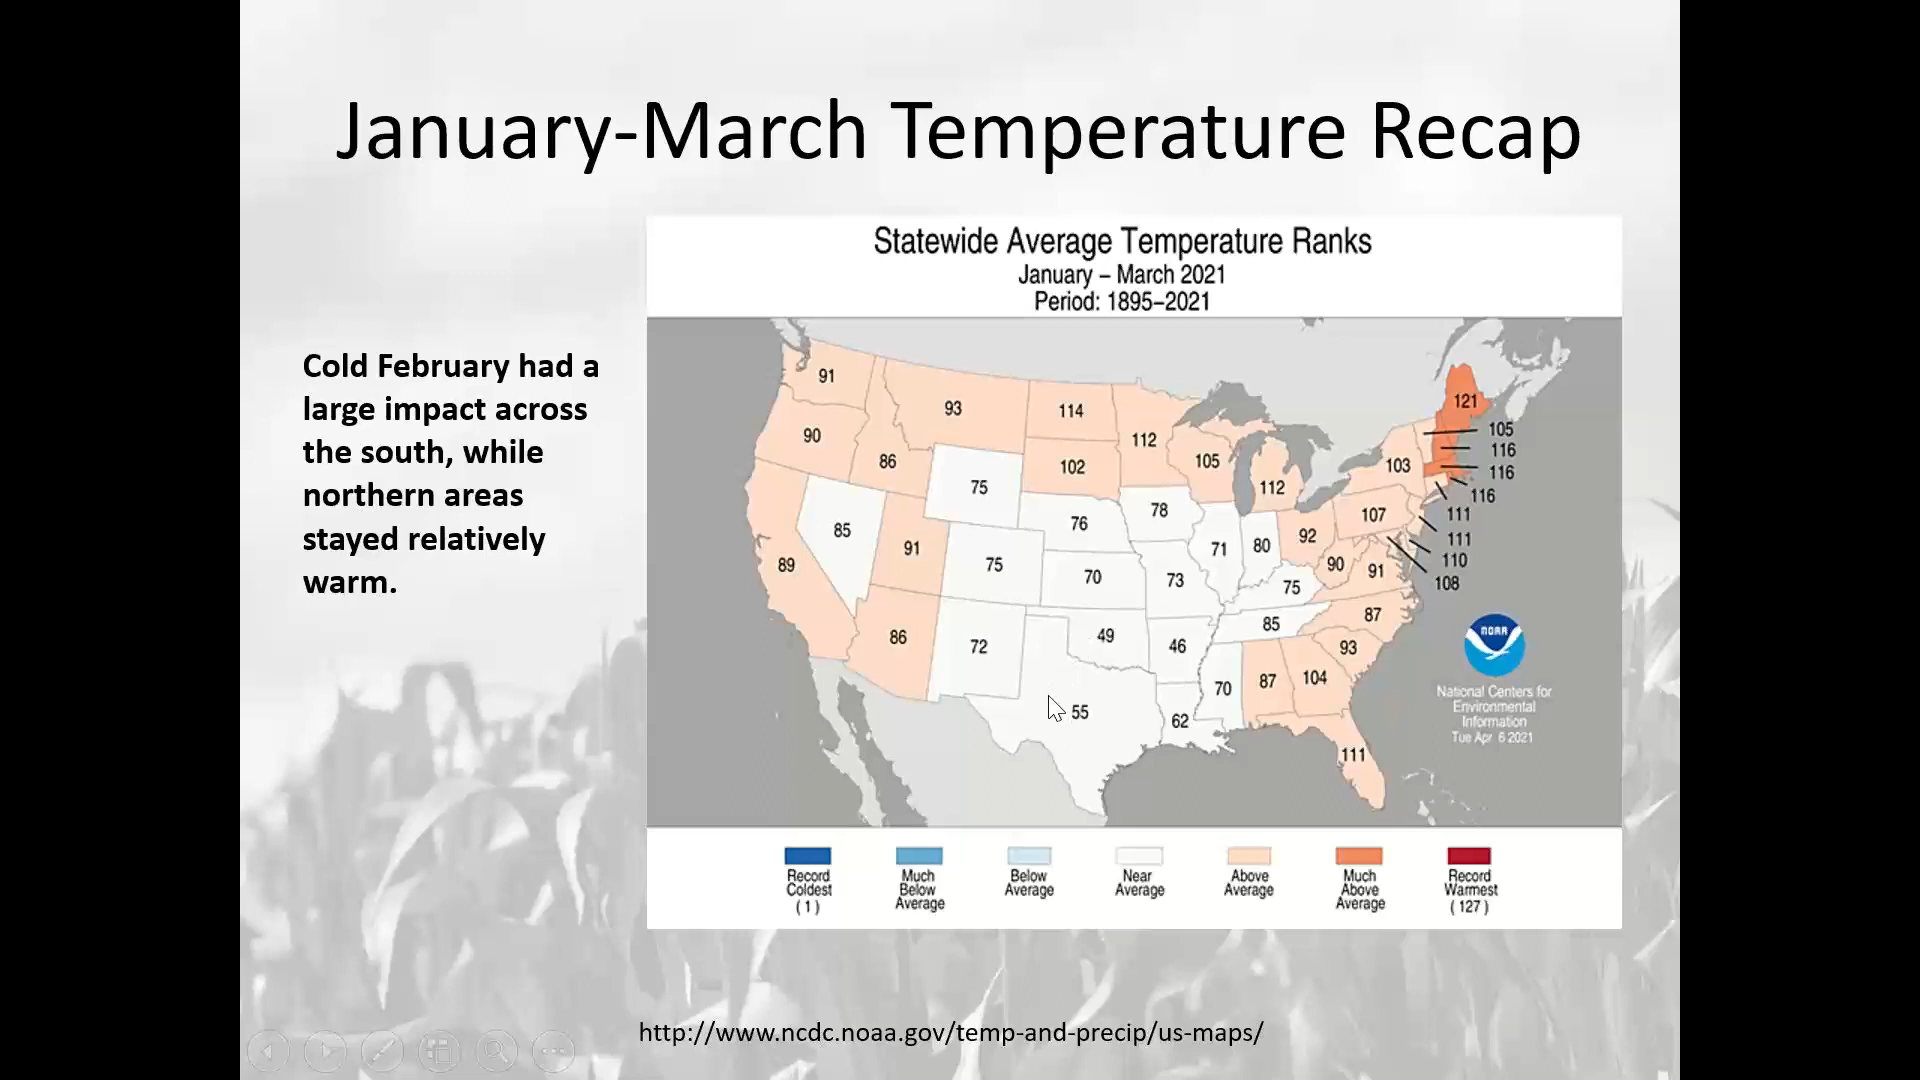 January-March Temperature Recap
Cold February had a
large impact across
the south, while
northern areas
stayed relatively
warm.
Statewide Average Temperature Ranks
January – March 2021
Period: 1895–2021
91
93
114
112
105
112
103
121
105
116
116
116
111
111
110
108
90
86
75
102
107
85
91
75
76
78
71
80
92
90
91
89
70
73
75
87
86
72
49
46
85
93
55
62
70
87
104
111
NOAA
National Centers for
Environmental
Information
Tue Apr 6 2021
Record
Coldest
( 1 )
Much
Below
Average
Below
Average
Near
Average
Above
Average
Much
Above
Average
Record
Warmest
( 127 )
http://www.ncdc.noaa.gov/temp-and-precip/us-maps/